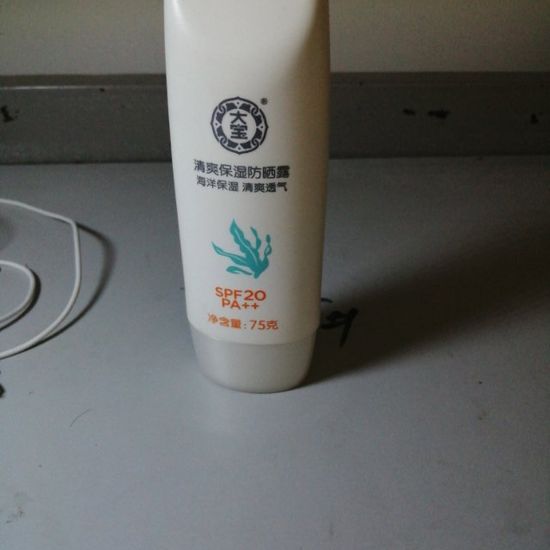 大宝®
清爽保湿防晒露
海洋保湿 清爽透气
SPF20
PA++
净含量:75克